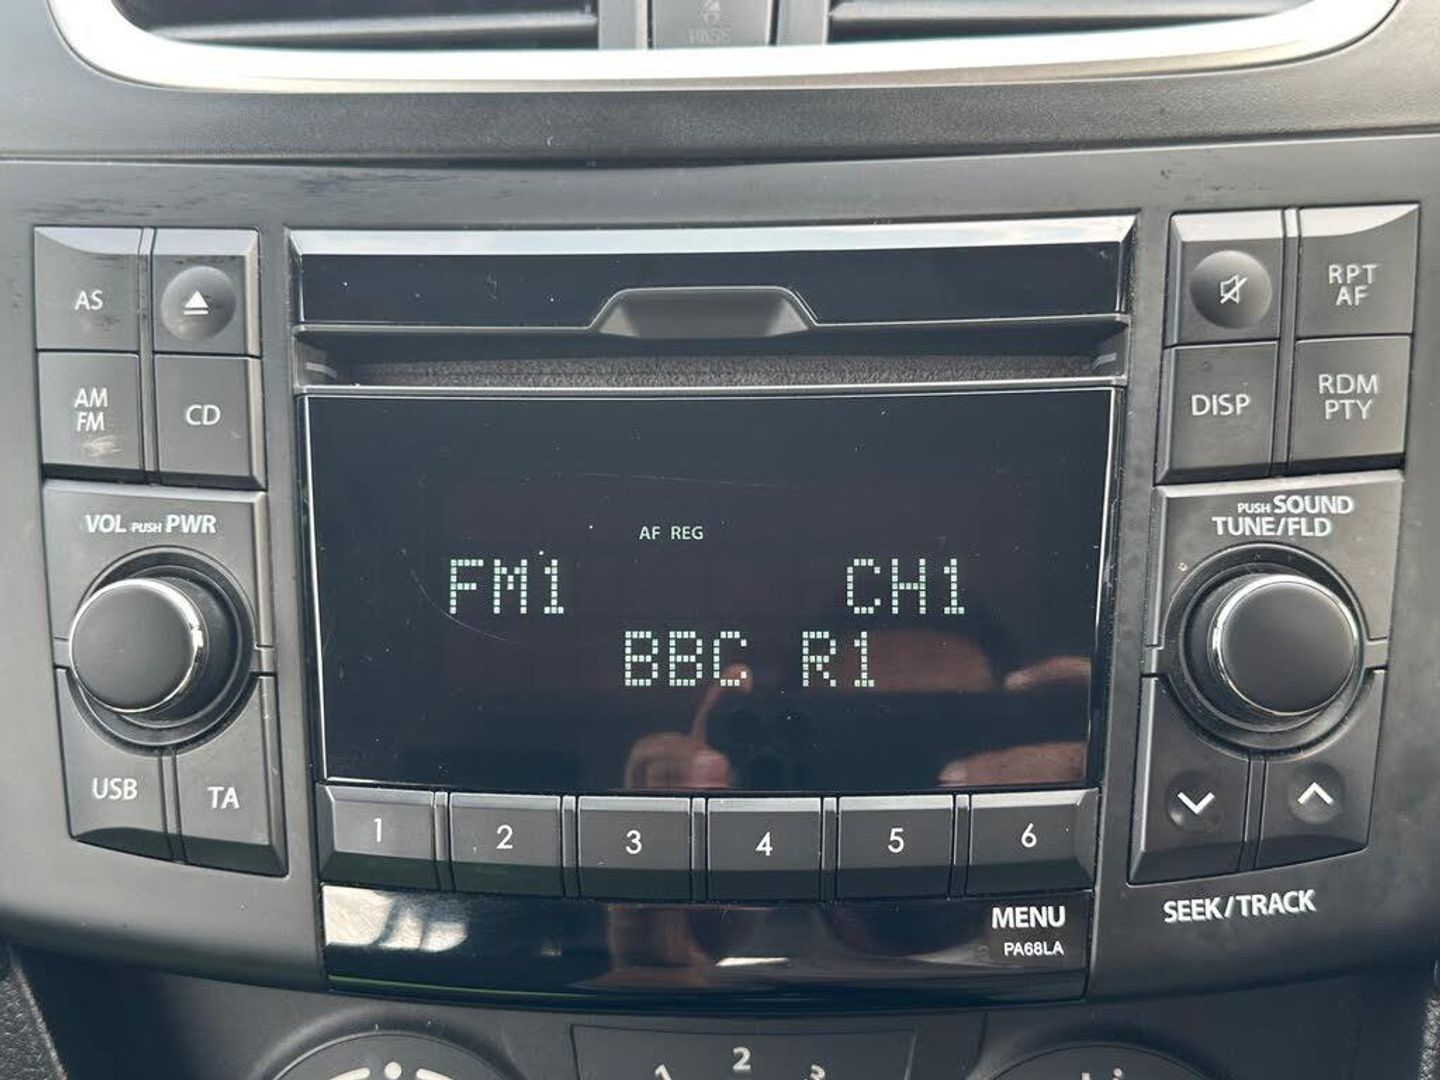 PASS
AS
RPT
AF
AM
FM
CD
DISP
RDM
PTY
VOL PUSH PWR
PUSH SOUND
TUNE/FLD
AF REG
FM1 CH1
BBC R1
USB
TA
1 2 3 4 5 6
MENU
PA68LA
SEEK/TRACK
1 2 3